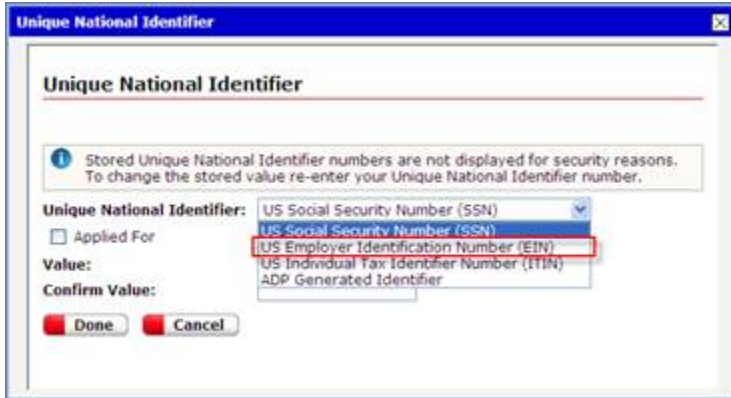 Unique National Identifier
Unique National Identifier
Stored Unique National Identifier numbers are not displayed for security reasons.
To change the stored value re-enter your Unique National Identifier number.
Unique National Identifier: US Social Security Number (SSN)
US Social Security Number (SSN)
Applied For
US Employer Identification Number (EIN)
Value:
US Individual Tax Identifier Number (ITIN)
ADP Generated Identifier
Confirm Value:
Done Cancel